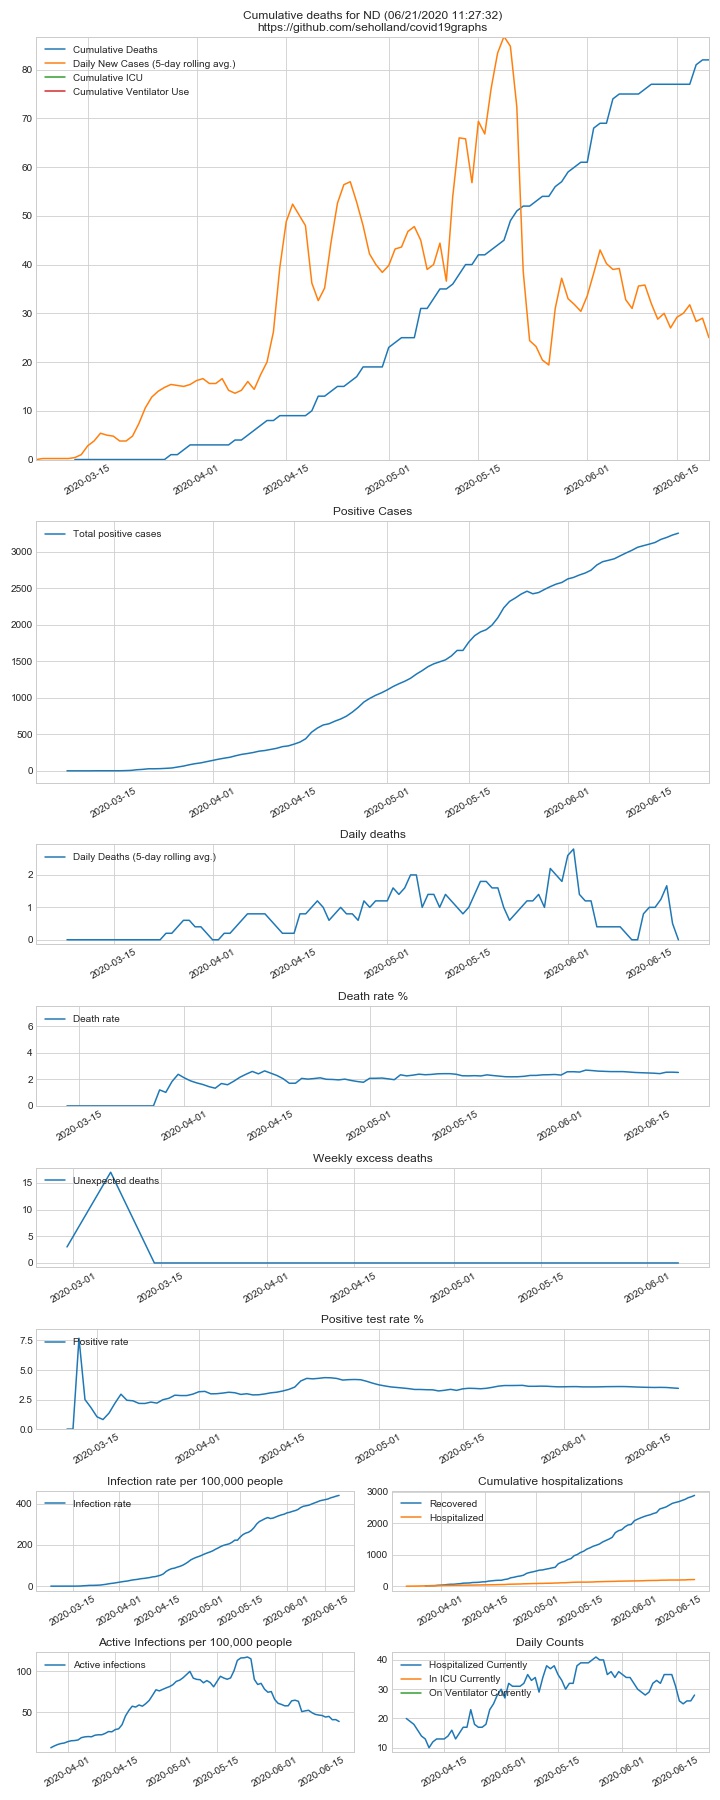 Cumulative deaths for ND (06/21/2020 11:27:32)
https://github.com/seholland/covid19graphs
Cumulative Deaths
Daily New Cases (5-day rolling avg.)
Cumulative ICU
Cumulative Ventilator Use
80
70
60
50
40
30
20
10
0
2020-03-15 2020-04-01 2020-04-15 2020-05-01 2020-05-15 2020-06-01 2020-06-15
Positive Cases
Total positive cases
3000
2500
2000
1500
1000
500
0
2020-03-15 2020-04-01 2020-04-15 2020-05-01 2020-05-15 2020-06-01 2020-06-15
Daily deaths
Daily Deaths (5-day rolling avg.)
2
1
0
2020-03-15 2020-04-01 2020-04-15 2020-05-01 2020-05-15 2020-06-01 2020-06-15
Death rate %
Death rate
6
4
2
0
2020-03-15 2020-04-01 2020-04-15 2020-05-01 2020-05-15 2020-06-01 2020-06-15
Weekly excess deaths
Unexpected deaths
15
10
5
0
2020-03-01 2020-03-15 2020-04-01 2020-04-15 2020-05-01 2020-05-15 2020-06-01
Positive test rate %
Positive rate
7.5
5.0
2.5
0.0
2020-03-15 2020-04-01 2020-04-15 2020-05-01 2020-05-15 2020-06-01 2020-06-15
Infection rate per 100,000 people
Infection rate
400
200
0
2020-03-15 2020-04-01 2020-04-15 2020-05-01 2020-05-15 2020-06-01 2020-06-15
Cumulative hospitalizations
Recovered
Hospitalized
3000
2000
1000
0
2020-04-01 2020-04-15 2020-05-01 2020-05-15 2020-06-01 2020-06-15
Active Infections per 100,000 people
Active infections
100
50
2020-04-01 2020-04-15 2020-05-01 2020-05-15 2020-06-01 2020-06-15
Daily Counts
Hospitalized Currently
In ICU Currently
On Ventilator Currently
40
30
20
10
2020-04-15 2020-05-01 2020-05-15 2020-06-01 2020-06-15